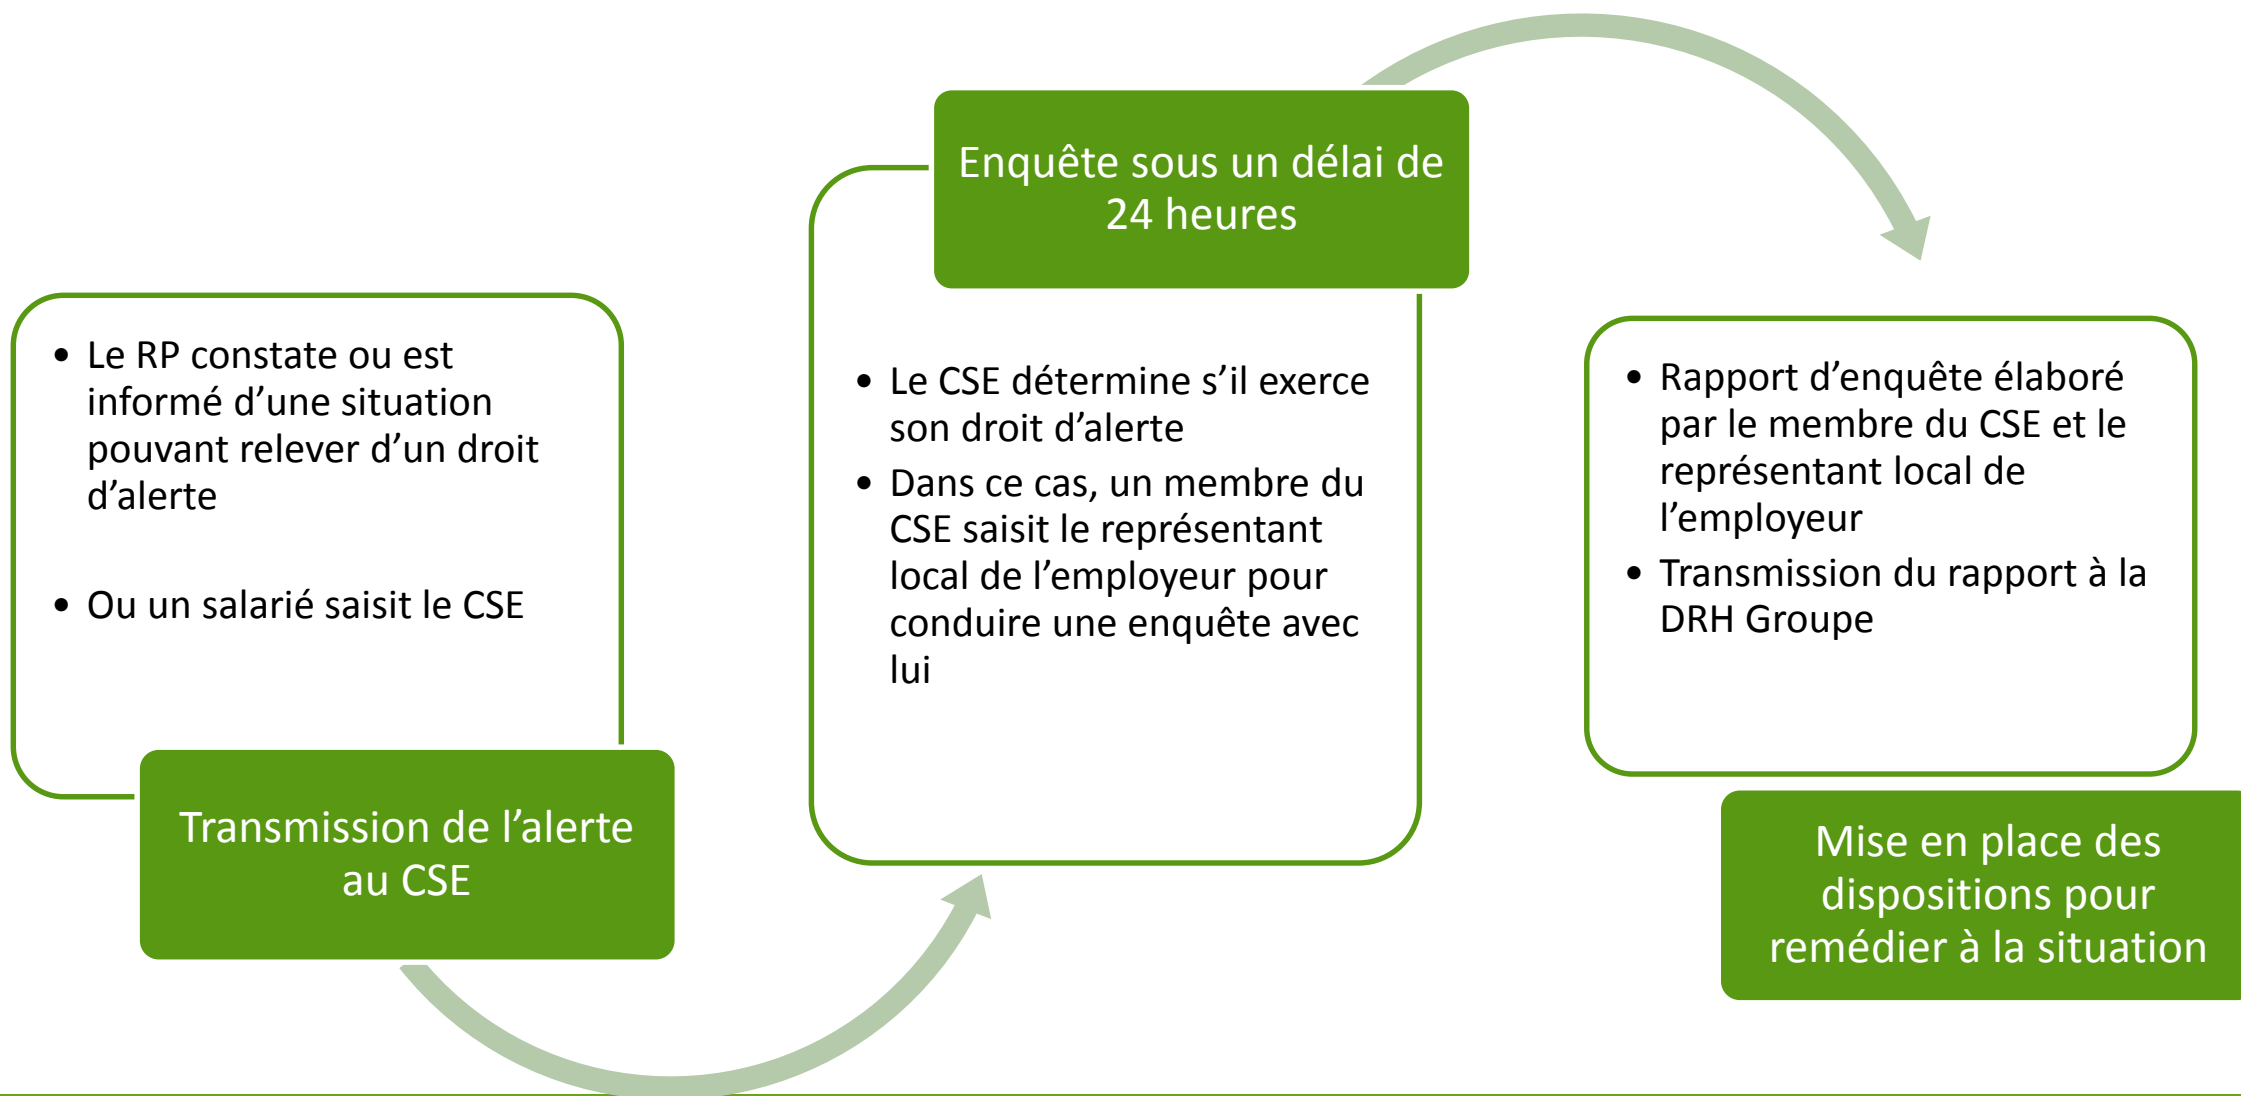 • Le RP constate ou est
informé d’une situation
pouvant relever d’un droit
d’alerte
• Ou un salarié saisit le CSE
Transmission de l’alerte
au CSE
Enquête sous un délai de
24 heures
• Le CSE détermine s’il exerce
son droit d’alerte
• Dans ce cas, un membre du
CSE saisit le représentant
local de l’employeur pour
conduire une enquête avec
lui
• Rapport d’enquête élaboré
par le membre du CSE et le
représentant local de
l’employeur
• Transmission du rapport à la
DRH Groupe
Mise en place des
dispositions pour
remédier à la situation